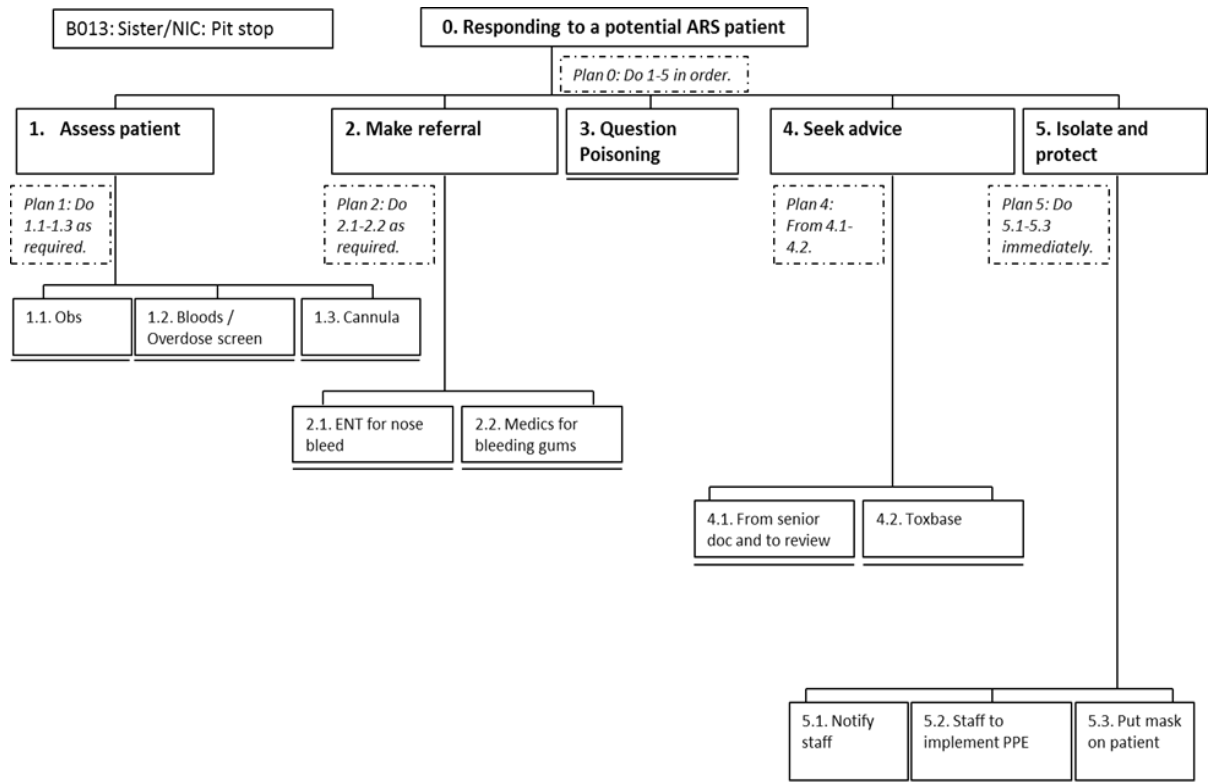 B013: Sister/NIC: Pit stop
0. Responding to a potential ARS patient
Plan 0: Do 1-5 in order.
1. Assess patient
2. Make referral
3. Question
Poisoning
4. Seek advice
5. Isolate and
protect
Plan 1: Do
1.1-1.3 as
required.
Plan 2: Do
2.1-2.2 as
required.
Plan 4:
From 4.1-
4.2.
Plan 5: Do
5.1-5.3
immediately.
1.1. Obs
1.2. Bloods /
Overdose screen
1.3. Cannula
2.1. ENT for nose
bleed
2.2. Medics for
bleeding gums
4.1. From senior
doc and to review
4.2. Toxbase
5.1. Notify
staff
5.2. Staff to
implement PPE
5.3. Put mask
on patient